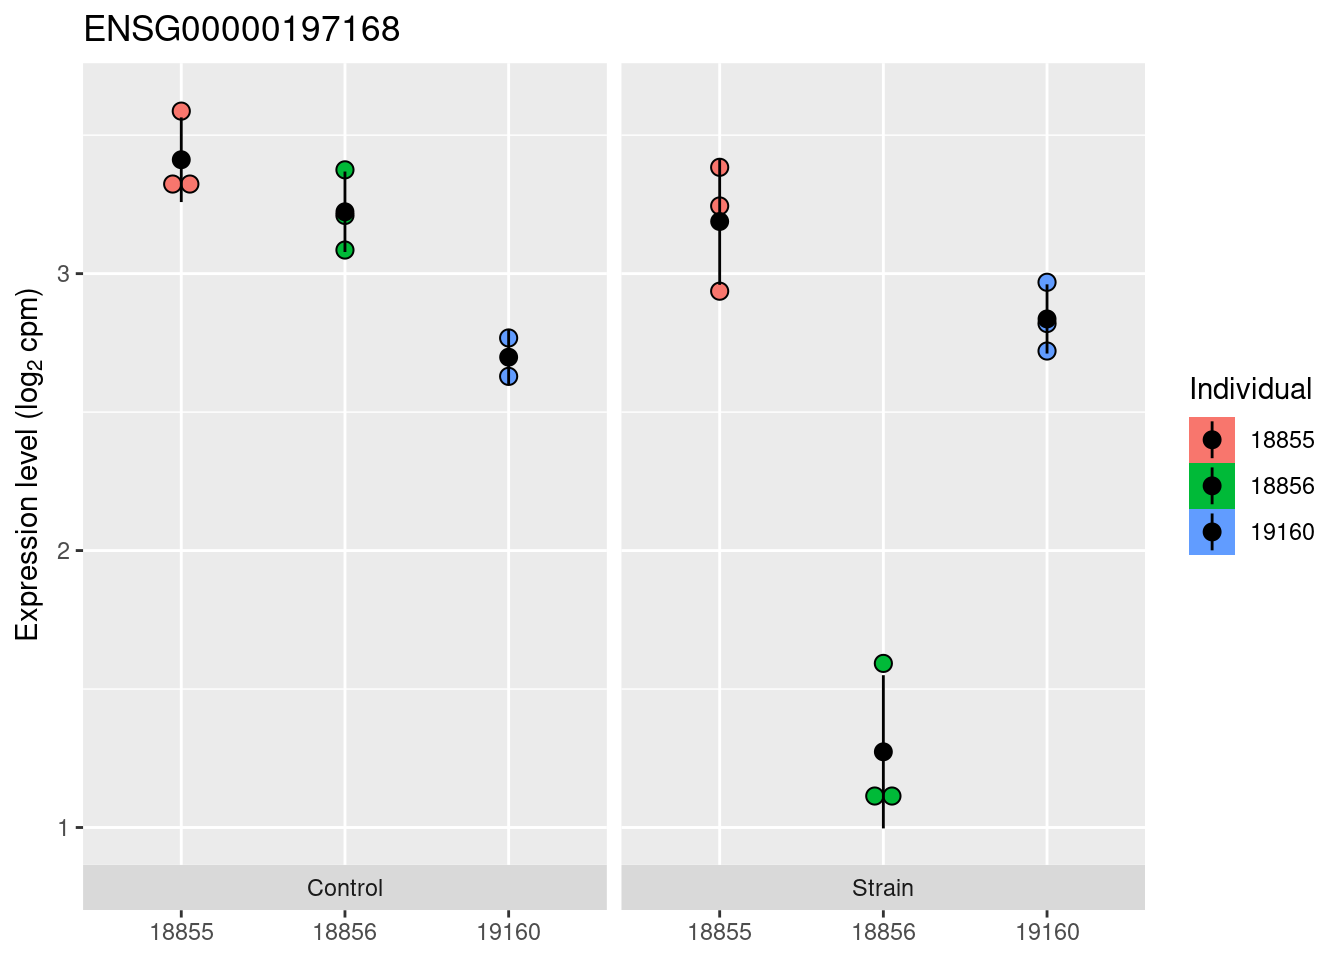 ENSG00000197168
Expression level (log₂ cpm)
3
2
1
Control
Strain
18855
18856
19160
18855
18856
19160
Individual
18855
18856
19160